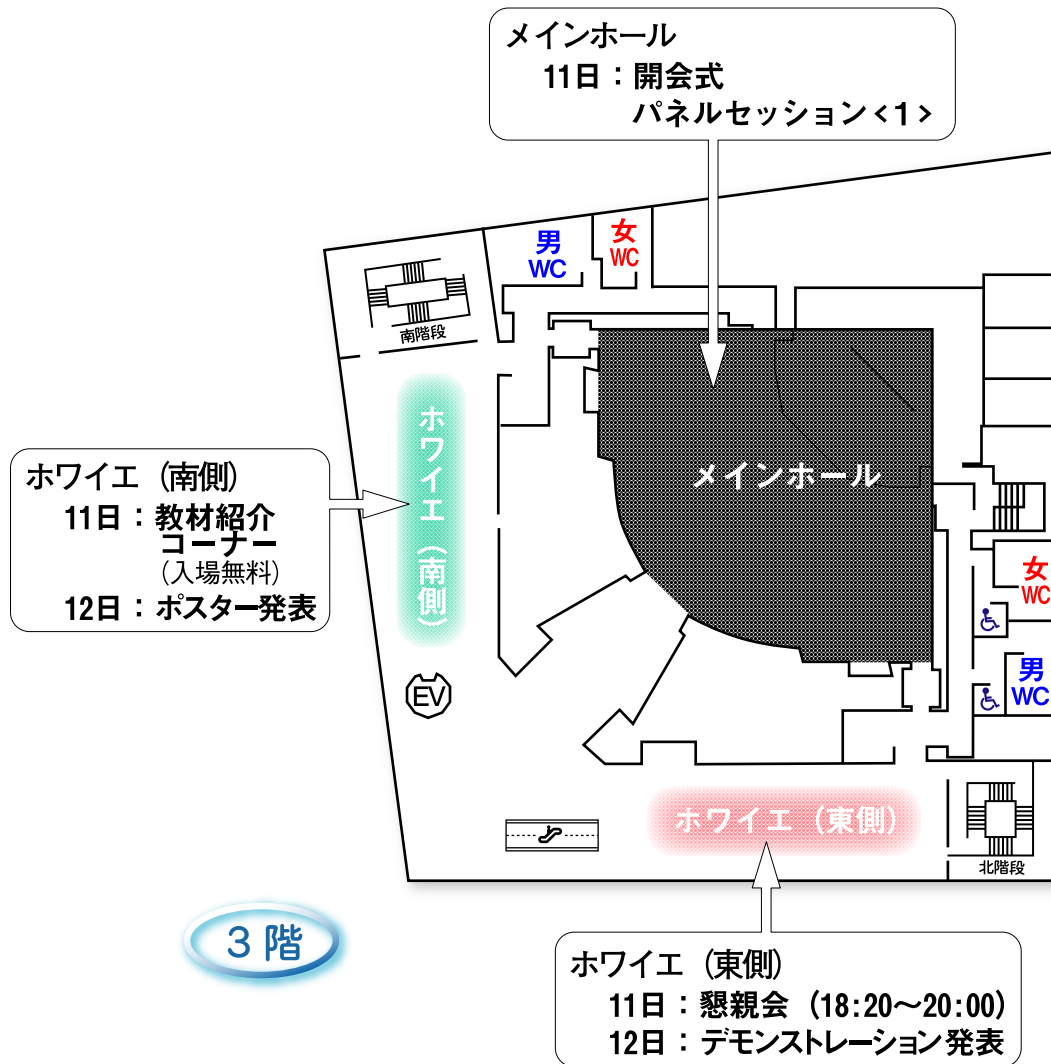 メインホール
11日：開会式
パネルセッション<1>
男
WC
女
WC
南階段
ホワイエ（南側）
メインホール
ホワイエ（南側）
11日：教材紹介
コーナー
（入場無料）
12日：ポスター発表
女
WC
男
WC
EV
ホワイエ（東側）
北階段
3階
ホワイエ（東側）
11日：懇親会（18:20～20:00）
12日：デモンストレーション発表